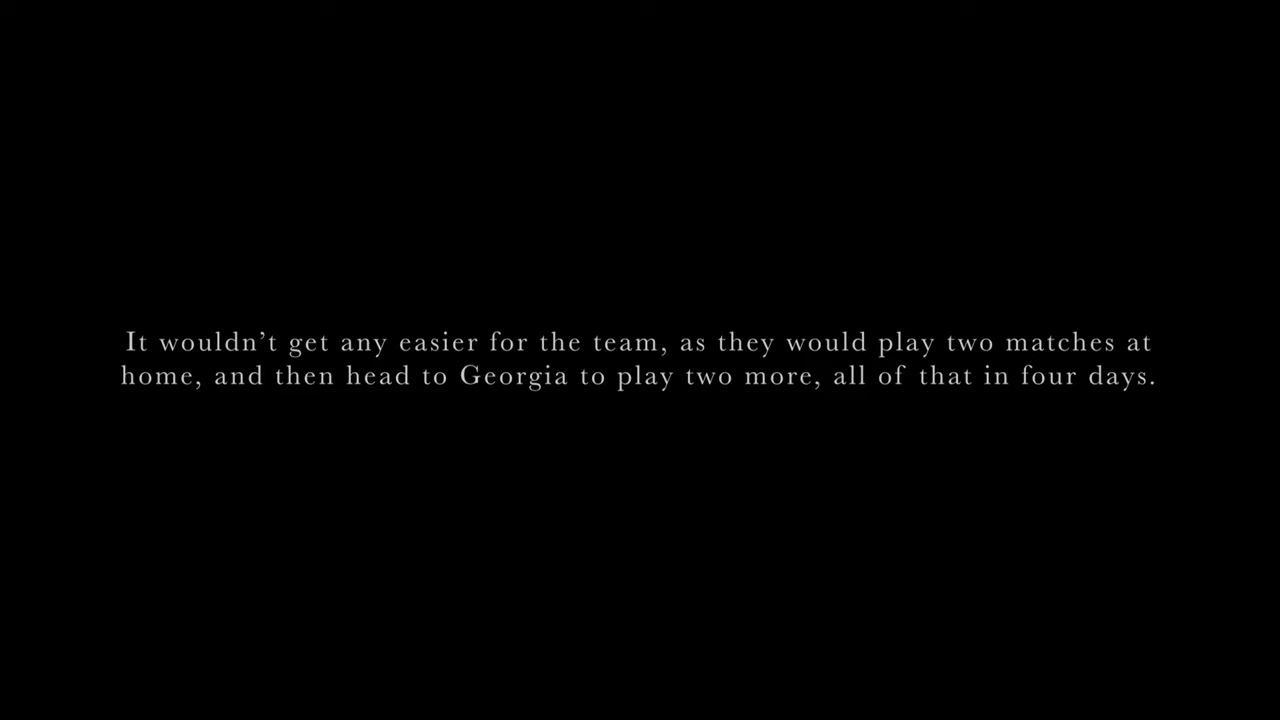 It wouldn’t get any easier for the team, as they would play two matches at
home, and then head to Georgia to play two more, all of that in four days.